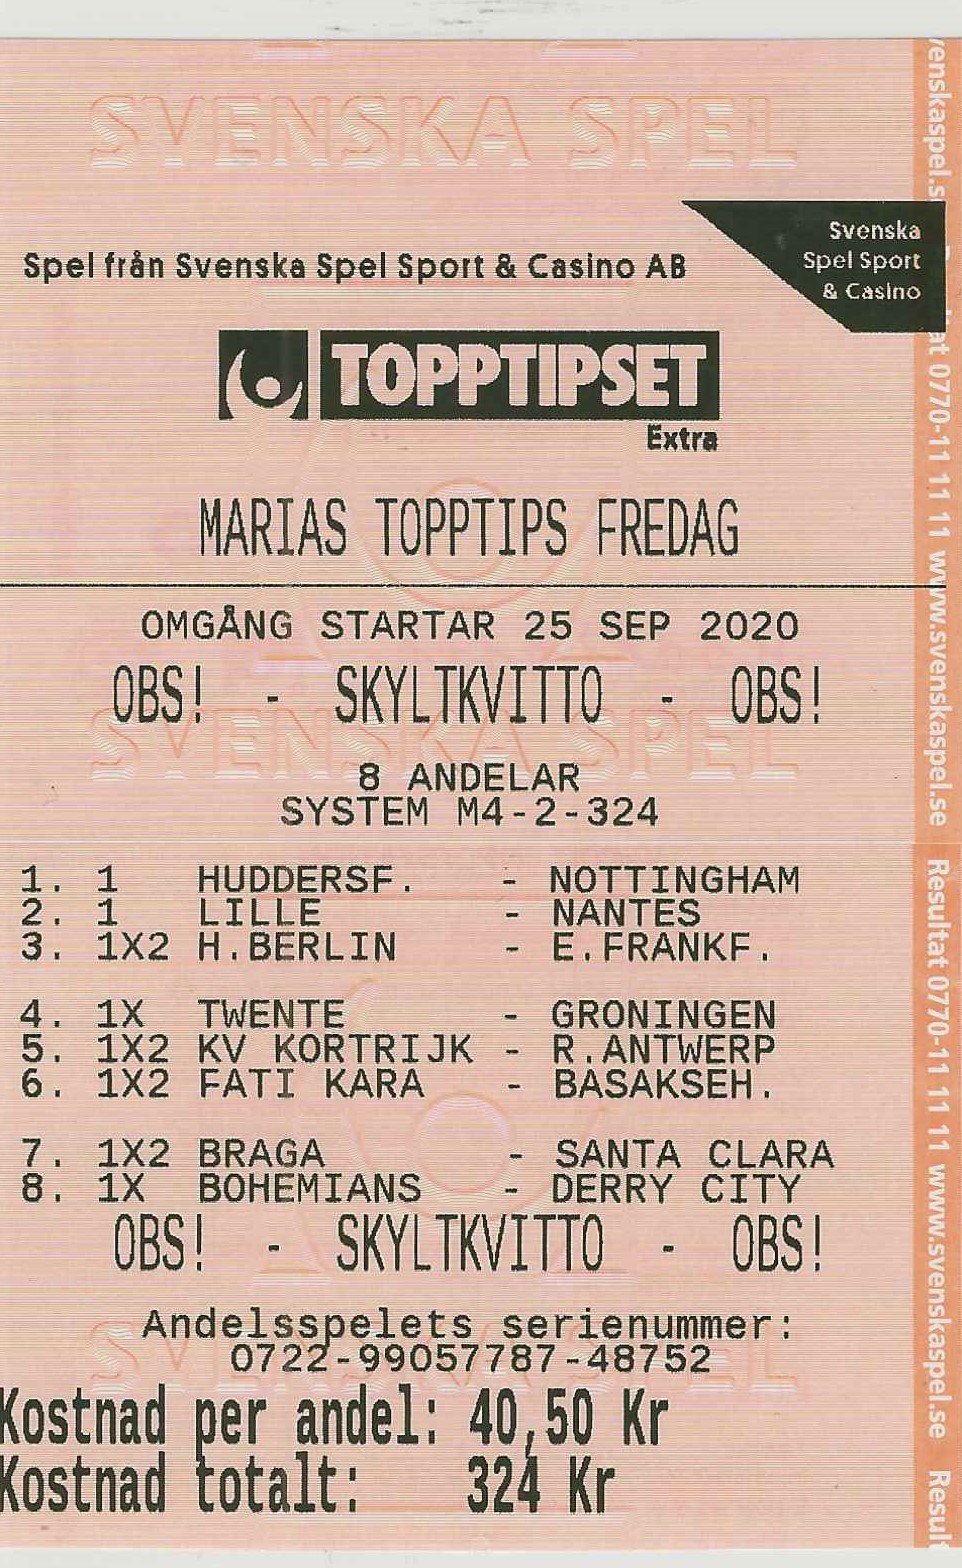 SVENSKA SPEL
Svenska
Spel Sport
& Casino
Spel från Svenska Spel Sport & Casino AB
TOPPTIPSET
Extra
MARIAS TOPPTIPS FREDAG
OMGÅNG STARTAR 25 SEP 2020
OBS! - SKYLTKVITTO - OBS!
SVENSKA SPEL
8 ANDELAR
SYSTEM M4-2-324
1. 1 HUDDERSF. - NOTTINGHAM
2. 1 LILLE - NANTES
3. 1X2 H.BERLIN - E.FRANKF.
4. 1X TWENTE - GRONINGEN
5. 1X2 KV KORTRIJK - R.ANTWERP
6. 1X2 FATI KARA - BASAKSEH.
7. 1X2 BRAGA - SANTA CLARA
8. 1X BOHEMIANS - DERRY CITY
OBS! - SKYLTKVITTO - OBS!
Andelsspelets serienummer:
0722-99057787-48752
SVENSKA SPEL
Kostnad per andel: 40,50 Kr
Kostnad totalt: 324 Kr
0770-11 11 11 www.svenskaspel.se
Resultat 0770-11 11 11 www.svenskaspel.se